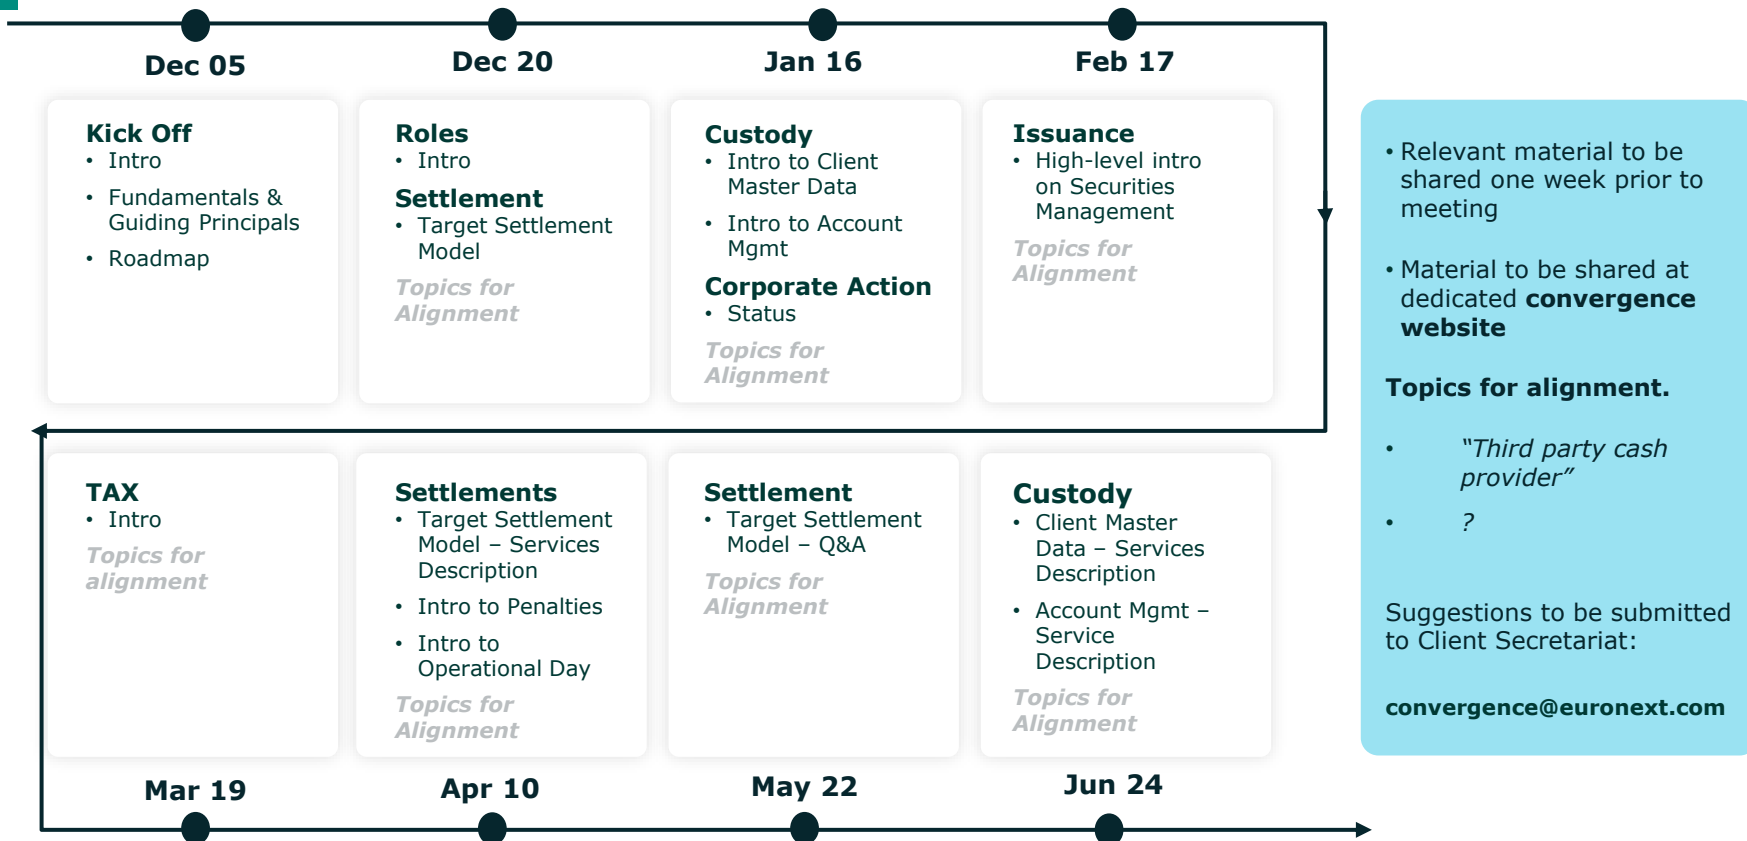 Dec 05
Dec 20
Jan 16
Feb 17
Kick Off
• Intro
• Fundamentals &
Guiding Principals
• Roadmap
Roles
• Intro
Settlement
• Target Settlement
Model
Topics for
Alignment
Custody
• Intro to Client
Master Data
• Intro to Account
Mgmt
Corporate Action
• Status
Topics for
Alignment
Issuance
• High-level intro
on Securities
Management
Topics for
Alignment
TAX
• Intro
Topics for
alignment
Settlements
• Target Settlement
Model – Services
Description
• Intro to Penalties
• Intro to
Operational Day
Topics for
Alignment
Settlement
• Target Settlement
Model – Q&A
Topics for
Alignment
Custody
• Client Master
Data – Services
Description
• Account Mgmt –
Service
Description
Topics for
Alignment
Mar 19
Apr 10
May 22
Jun 24
• Relevant material to be
shared one week prior to
meeting
• Material to be shared at
dedicated convergence
website
Topics for alignment.
• “Third party cash
provider”
• ?
Suggestions to be submitted
to Client Secretariat:
convergence@euronext.com